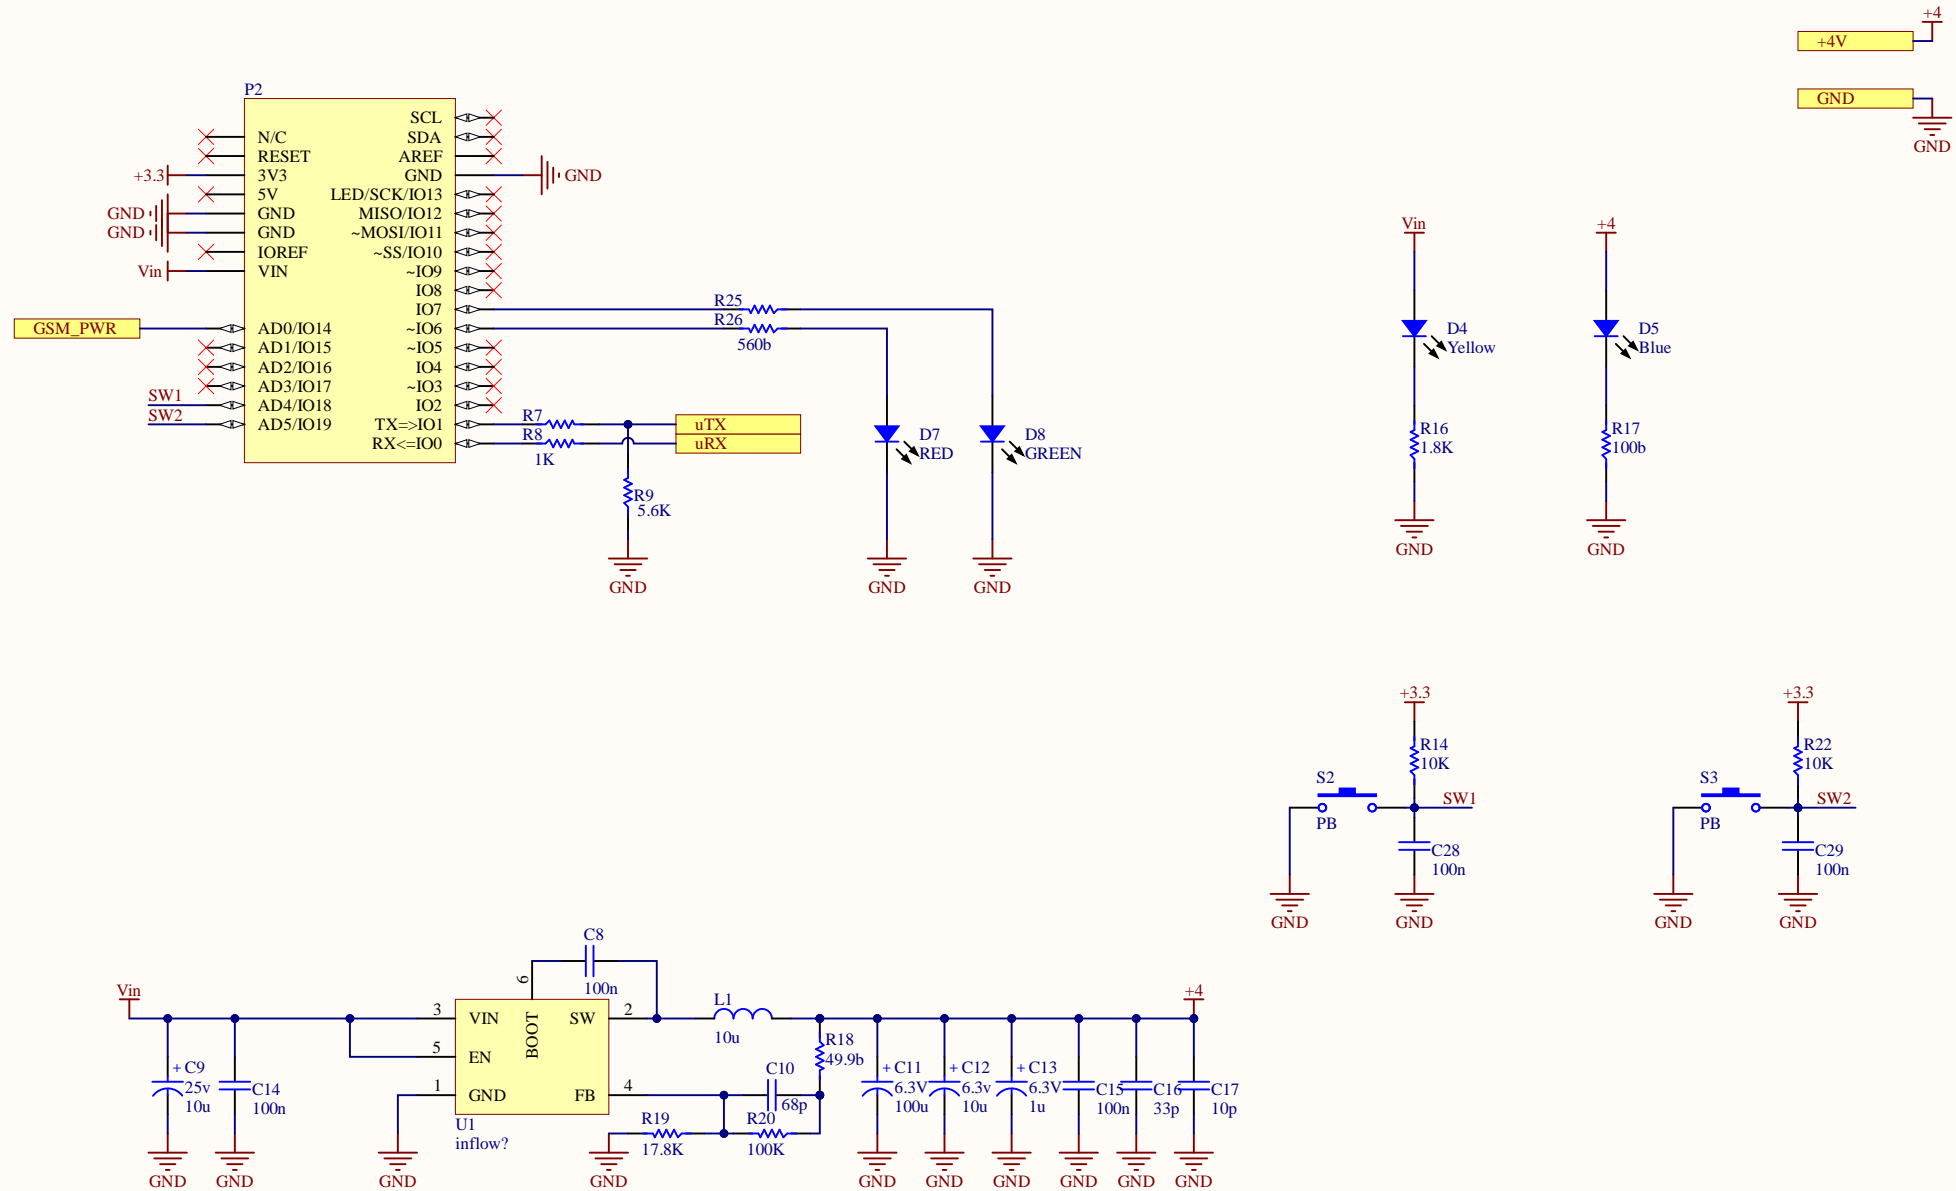 +4
+4V
GND
GND
P2
SCL
N/C
SDA
RESET
AREF
+3.3
3V3
GND
GND
5V
LED/SCK/IO13
GND
GND
MISO/IO12
GND
GND
~MOSI/IO11
IOREF
~SS/IO10
Vin
VIN
~IO9
IO8
IO7
GSM_PWR
AD0/IO14
~IO6
AD1/IO15
~IO5
AD2/IO16
IO4
AD3/IO17
~IO3
SW1
AD4/IO18
IO2
SW2
AD5/IO19
TX=>IO1
RX<=IO0
R25
R26
560b
R7
R8
1K
uTX
uRX
R9
5.6K
GND
D7
RED
GND
D8
GREEN
GND
Vin
D4
Yellow
R16
1.8K
GND
+4
D5
Blue
R17
100b
GND
+3.3
R14
10K
S2
PB
SW1
C28
100n
GND
GND
+3.3
R22
10K
S3
PB
SW2
C29
100n
GND
GND
Vin
C9
+
25v
10u
GND
C14
100n
GND
3
VIN
5
EN
1
GND
6
BOOT
2
SW
4
FB
U1
inflow?
GND
C8
100n
L1
10u
R18
49.9b
C10
68p
R19
17.8K
R20
100K
GND
+4
+
C11
6.3V
100u
GND
+
C12
6.3v
10u
GND
+
C13
6.3V
1u
GND
C15
100n
GND
C16
33p
GND
C17
10p
GND